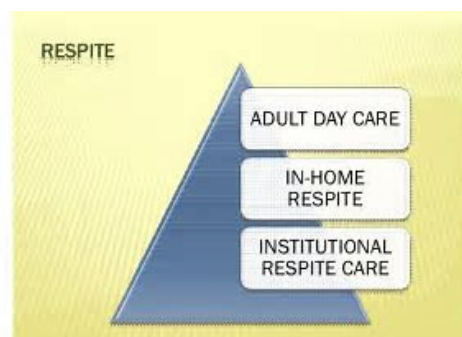 RESPITE
ADULT DAY CARE
IN-HOME
RESPITE
INSTITUTIONAL
RESPITE CARE